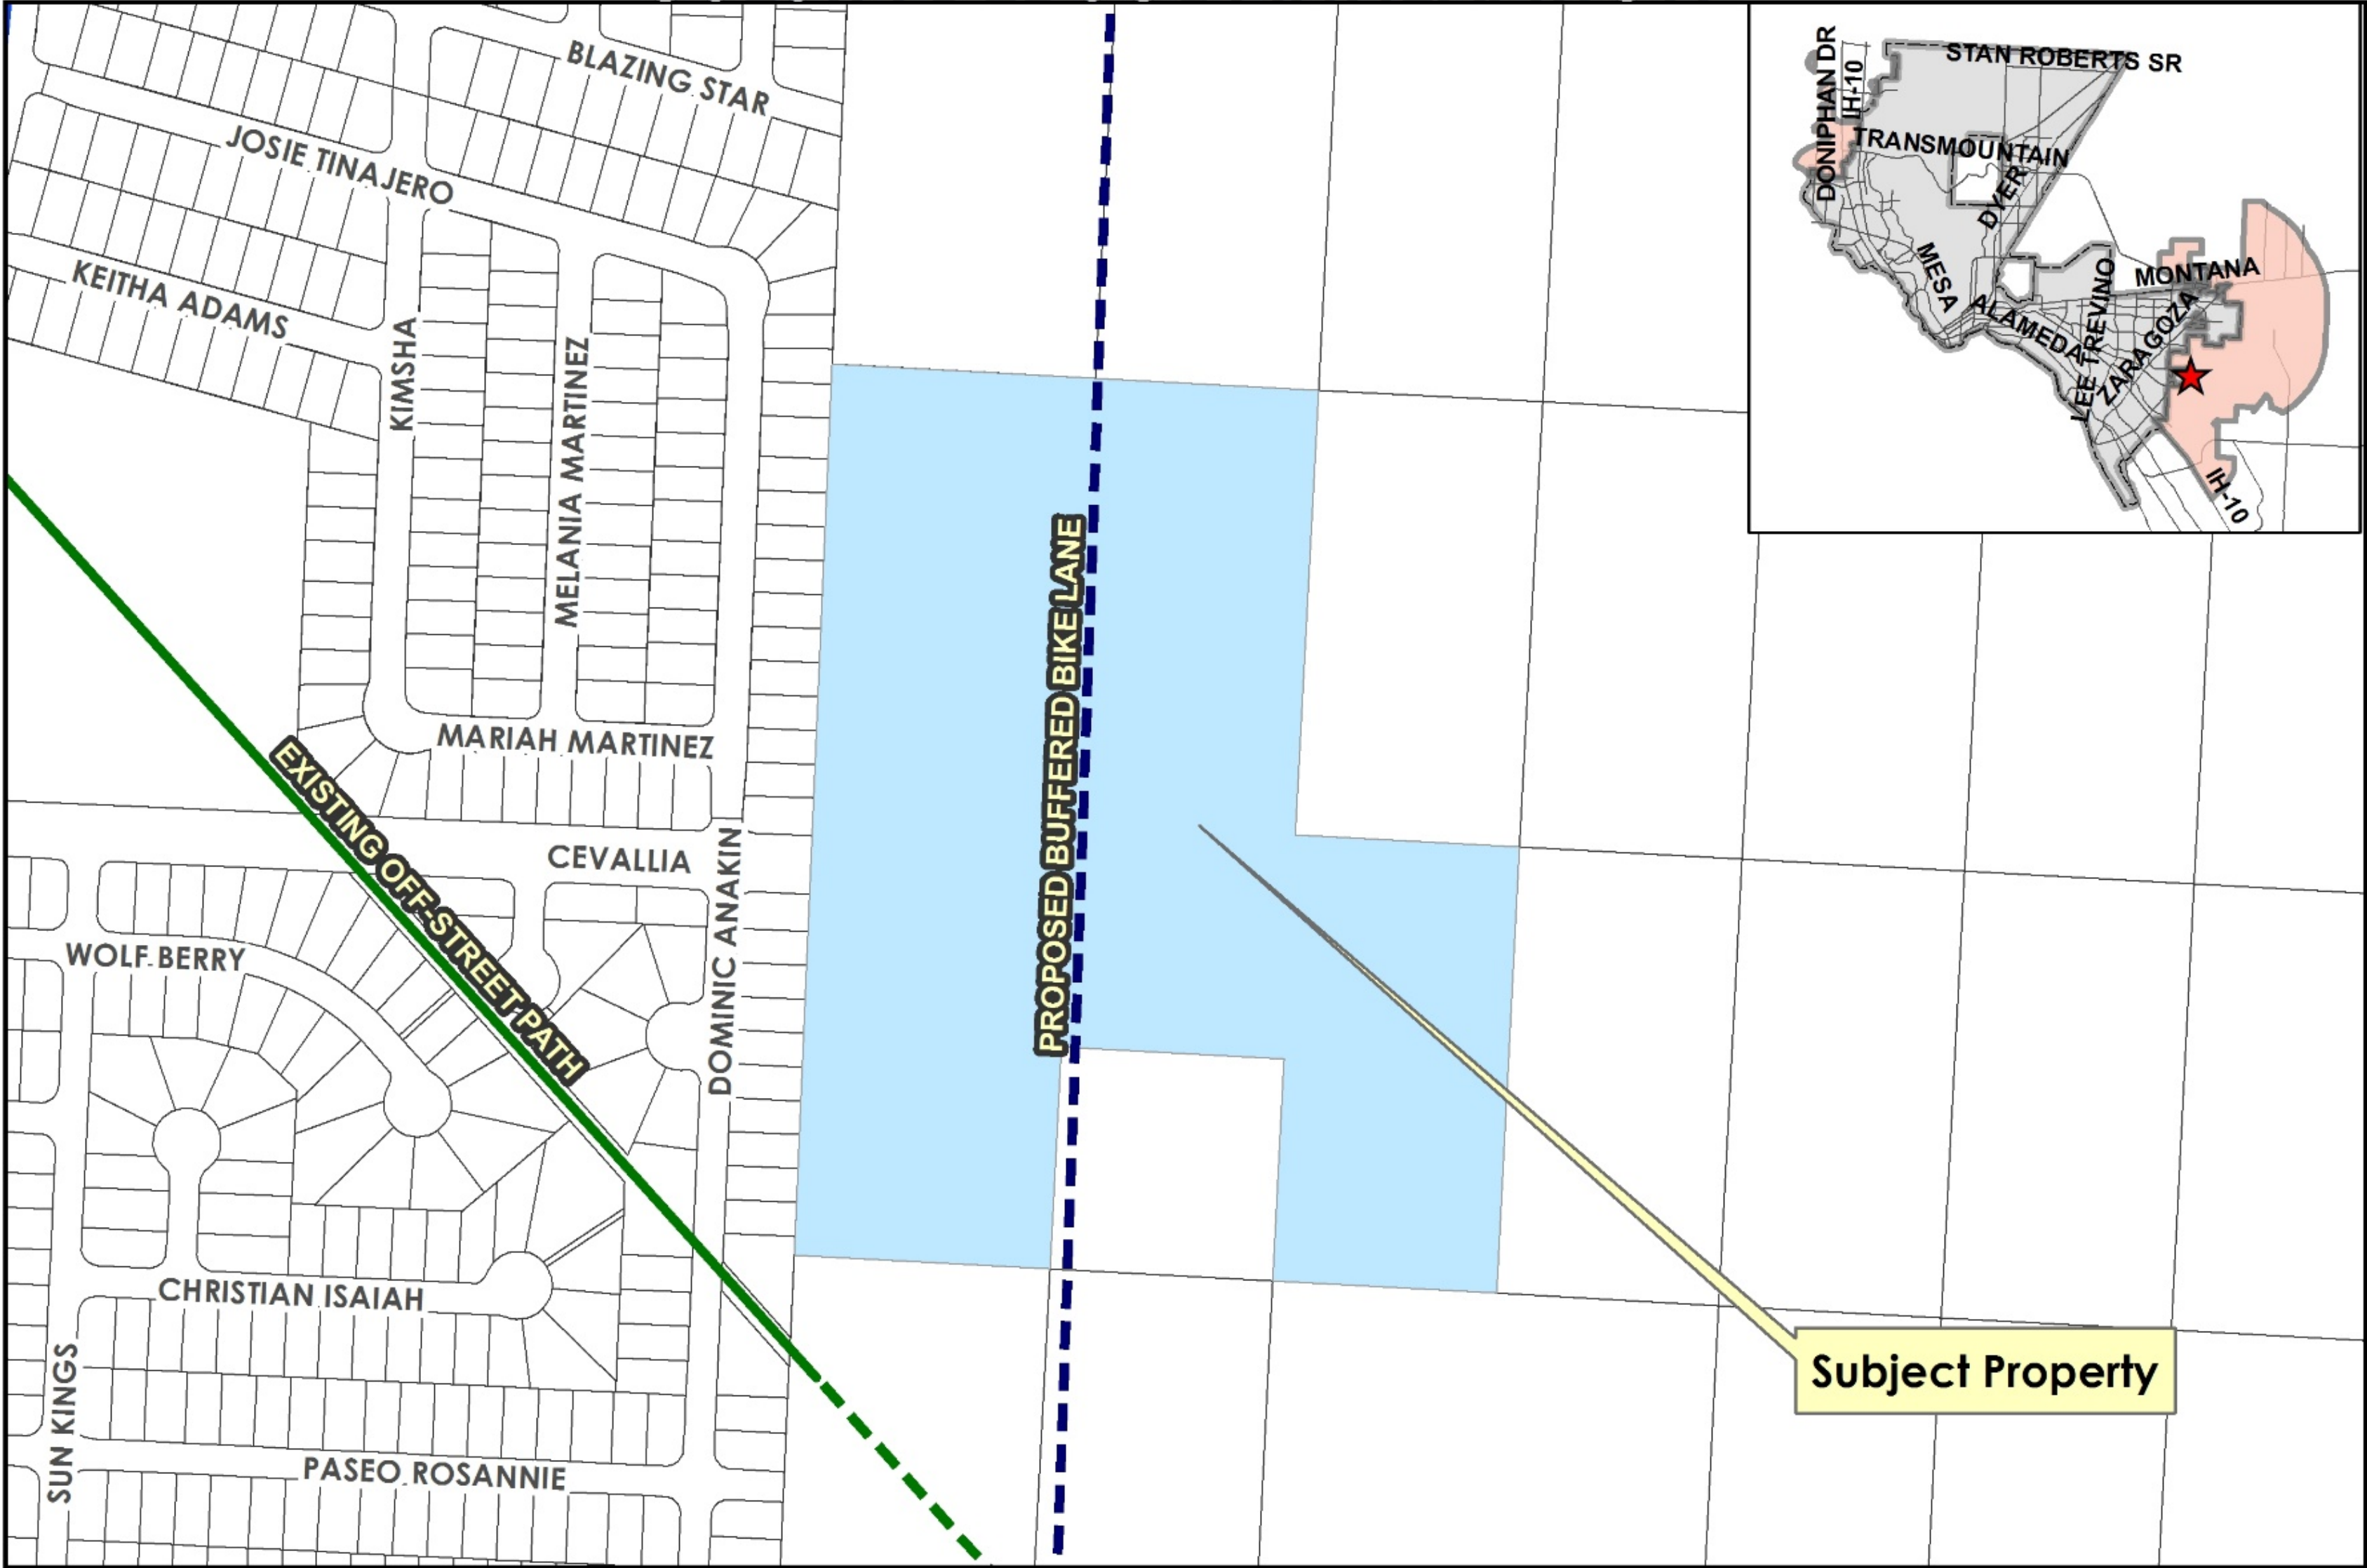 BLAZING STAR
JOSIE TINAJERO
KEITHA ADAMS
KIMSHA
MELANIA MARTINEZ
MARIAH MARTINEZ
EXISTING OFF-STREET PATH
CEVALLIA
DOMINIC ANAKIN
WOLF BERRY
CHRISTIAN ISAIAH
SUN KINGS
PASEO ROSANNIE
PROPOSED BUFFERED BIKE LANE
Subject Property
STAN ROBERTS SR
DONIPHAN DR
IH-10
TRANSMOUNTAIN
DYER
MESA
MONTANA
ALAMEDA
LEE TREVINO
ZARAGOZA
IH-10